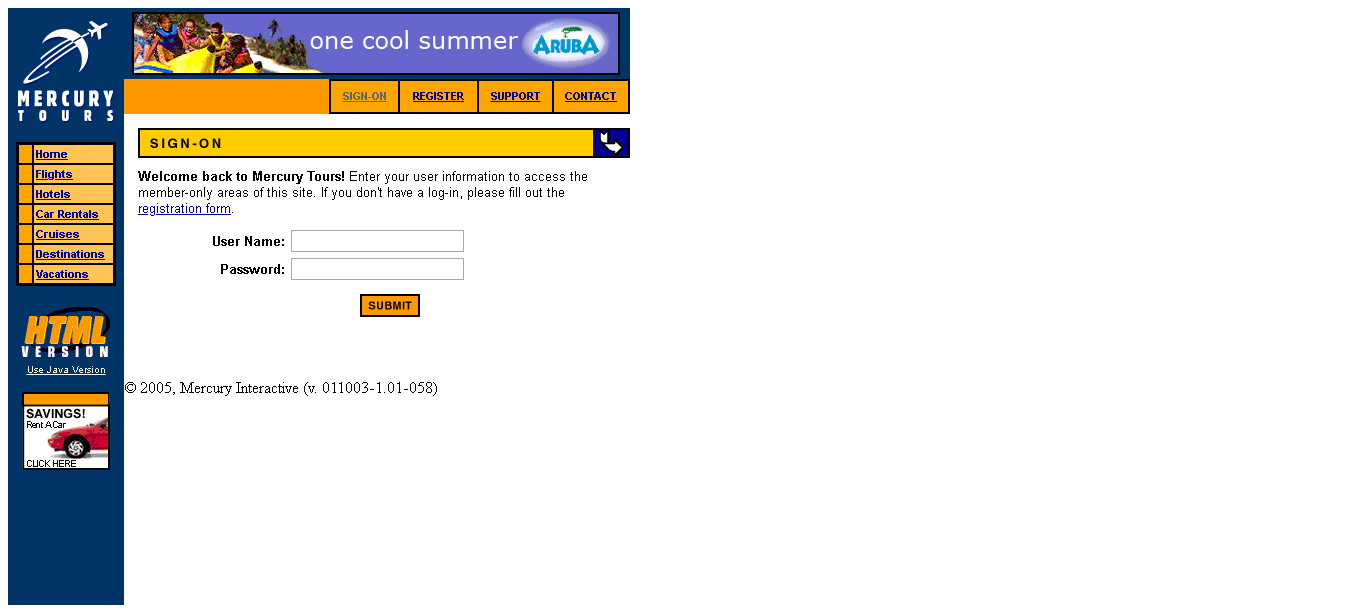 one cool summer ARUBA
MERCURY
TOURS
SIGN-ON REGISTER SUPPORT CONTACT
SIGN-ON
Home
Flights
Hotels
Car Rentals
Cruises
Destinations
Vacations
HTML
VERSION
Use Java Version
SAVINGS!
Rent A Car
CLICK HERE
Welcome back to Mercury Tours! Enter your user information to access the
member-only areas of this site. If you don't have a log-in, please fill out the
registration form.
User Name:
Password:
SUBMIT
© 2005, Mercury Interactive (v. 011003-1.01-058)